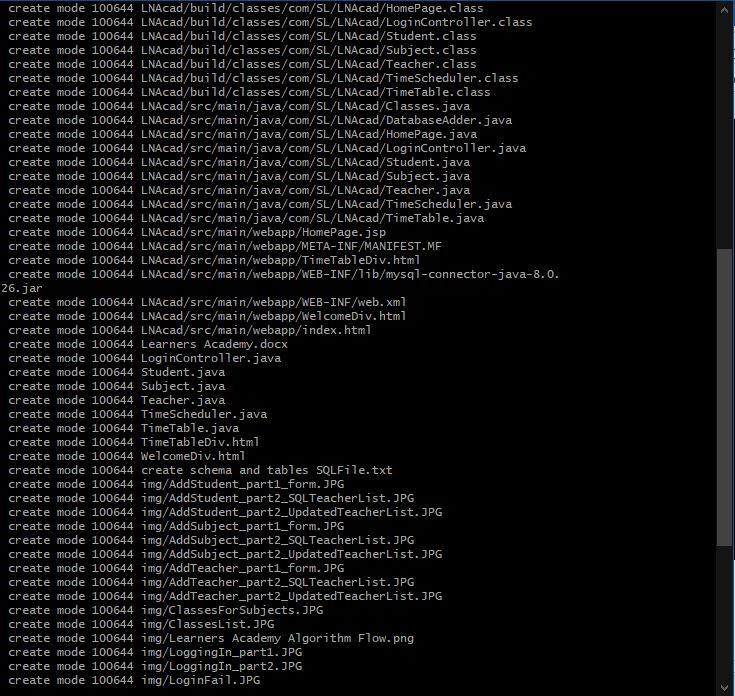 create mode 100644 LNAcad/build/classes/com/SL/LNAcad/HomePage.class
create mode 100644 LNAcad/build/classes/com/SL/LNAcad/LoginController.class
create mode 100644 LNAcad/build/classes/com/SL/LNAcad/Student.class
create mode 100644 LNAcad/build/classes/com/SL/LNAcad/Subject.class
create mode 100644 LNAcad/build/classes/com/SL/LNAcad/Teacher.class
create mode 100644 LNAcad/build/classes/com/SL/LNAcad/TimeScheduler.class
create mode 100644 LNAcad/build/classes/com/SL/LNAcad/TimeTable.class
create mode 100644 LNAcad/src/main/java/com/SL/LNAcad/Classes.java
create mode 100644 LNAcad/src/main/java/com/SL/LNAcad/DatabaseAdder.java
create mode 100644 LNAcad/src/main/java/com/SL/LNAcad/HomePage.java
create mode 100644 LNAcad/src/main/java/com/SL/LNAcad/LoginController.java
create mode 100644 LNAcad/src/main/java/com/SL/LNAcad/Student.java
create mode 100644 LNAcad/src/main/java/com/SL/LNAcad/Subject.java
create mode 100644 LNAcad/src/main/java/com/SL/LNAcad/Teacher.java
create mode 100644 LNAcad/src/main/java/com/SL/LNAcad/TimeScheduler.java
create mode 100644 LNAcad/src/main/java/com/SL/LNAcad/TimeTable.java
create mode 100644 LNAcad/src/main/webapp/HomePage.jsp
create mode 100644 LNAcad/src/main/webapp/META-INF/MANIFEST.MF
create mode 100644 LNAcad/src/main/webapp/TimeTableDiv.html
create mode 100644 LNAcad/src/main/webapp/WEB-INF/lib/mysql-connector-java-8.0.
26.jar
create mode 100644 LNAcad/src/main/webapp/WEB-INF/web.xml
create mode 100644 LNAcad/src/main/webapp/WelcomeDiv.html
create mode 100644 LNAcad/src/main/webapp/index.html
create mode 100644 Learners Academy.docx
create mode 100644 LoginController.java
create mode 100644 Student.java
create mode 100644 Subject.java
create mode 100644 Teacher.java
create mode 100644 TimeScheduler.java
create mode 100644 TimeTable.java
create mode 100644 TimeTableDiv.html
create mode 100644 WelcomeDiv.html
create mode 100644 create schema and tables SQLFile.txt
create mode 100644 img/AddStudent_part1_form.JPG
create mode 100644 img/AddStudent_part2_SQLTeacherList.JPG
create mode 100644 img/AddStudent_part2_UpdatedTeacherList.JPG
create mode 100644 img/AddSubject_part1_form.JPG
create mode 100644 img/AddSubject_part2_SQLTeacherList.JPG
create mode 100644 img/AddSubject_part2_UpdatedTeacherList.JPG
create mode 100644 img/AddTeacher_part1_form.JPG
create mode 100644 img/AddTeacher_part2_SQLTeacherList.JPG
create mode 100644 img/AddTeacher_part2_UpdatedTeacherList.JPG
create mode 100644 img/ClassesForSubjects.JPG
create mode 100644 img/ClassesList.JPG
create mode 100644 img/Learners Academy Algorithm Flow.png
create mode 100644 img/LoggingIn_part1.JPG
create mode 100644 img/LoggingIn_part2.JPG
create mode 100644 img/LoginFail.JPG